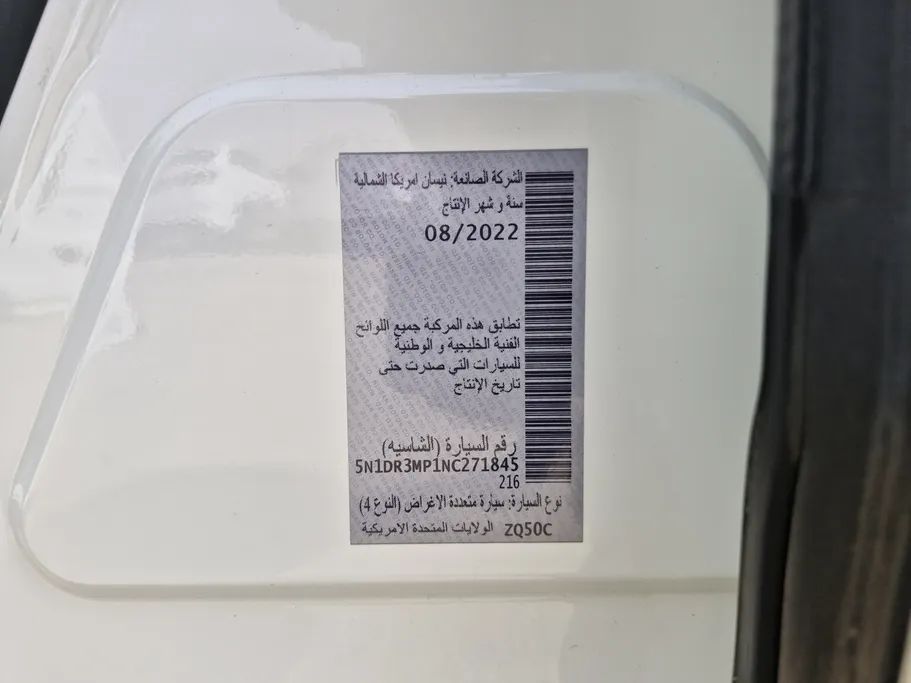 الشركة الصانعة: نيسان امريكا الشمالية
سنة و شهر الإنتاج
08/2022
تطابق هذه المركبة جميع اللوائح
الفنية الخليجية و الوطنية
للسيارات التي صدرت حتى
تاريخ الإنتاج
رقم السيارة (الشاسيه)
5N1DR3MP1NC271845
216
نوع السيارة: سيارة متعددة الاغراض (النوع 4)
ZQ50C الولايات المتحدة الامريكية